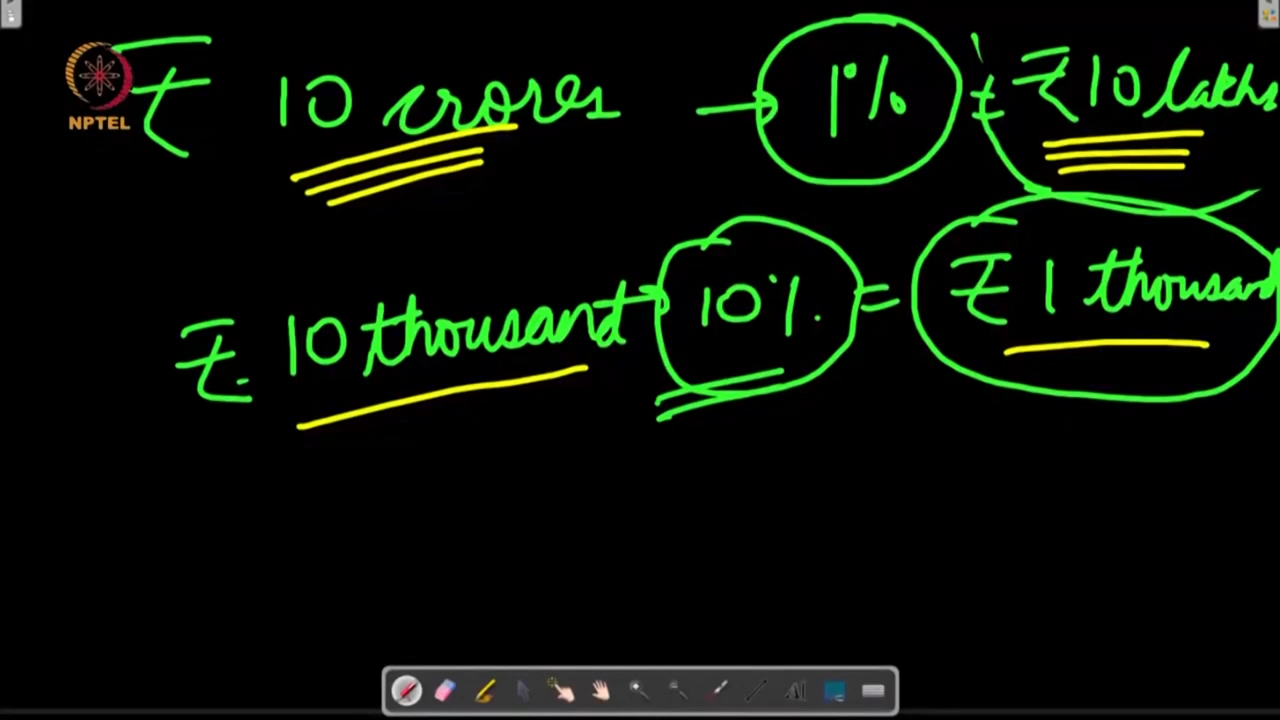 ₹ 10 crores → 1% = ₹ 10 lakhs
NPTEL
₹ 10 thousand → 10% = ₹ 1 thousand